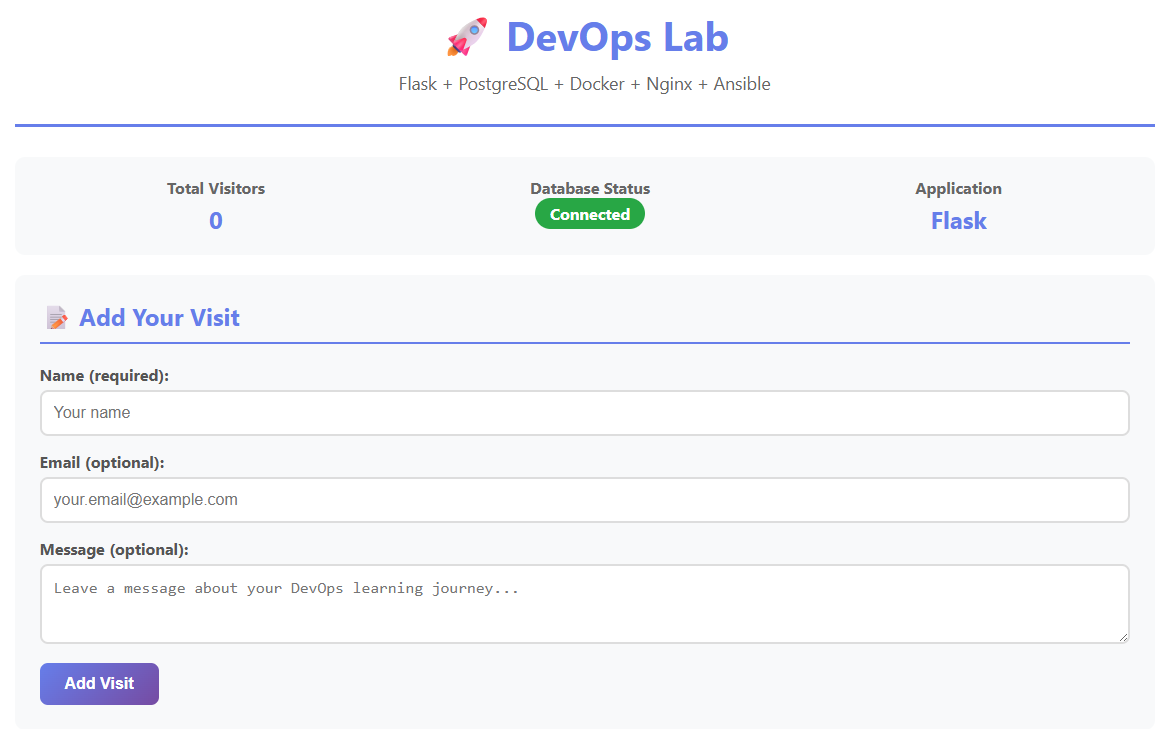 🚀 DevOps Lab
Flask + PostgreSQL + Docker + Nginx + Ansible
Total Visitors
0
Database Status
Connected
Application
Flask
📝 Add Your Visit
Name (required):
Your name
Email (optional):
your.email@example.com
Message (optional):
Leave a message about your DevOps learning journey...
Add Visit